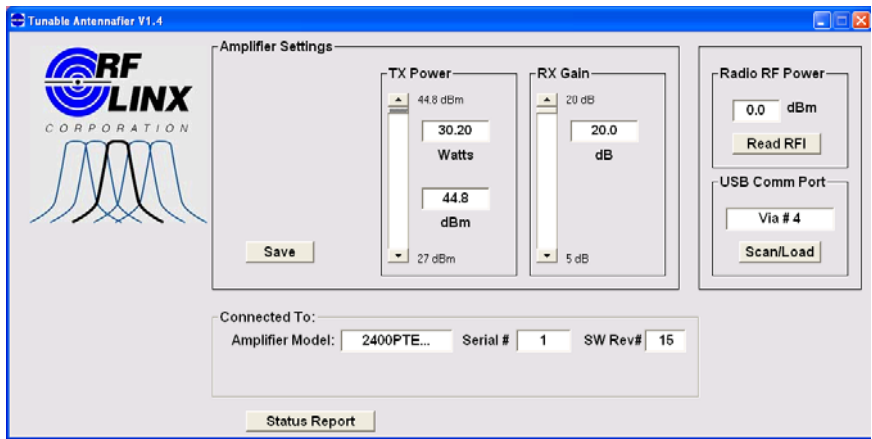 Tunable Antennafier V1.4
RF
LINX
CORPORATION
Amplifier Settings
TX Power
44.8 dBm
30.20
Watts
44.8
dBm
27 dBm
RX Gain
20 dB
20.0
dB
5 dB
Save
Radio RF Power
0.0 dBm
Read RFI
USB Comm Port
Via # 4
Scan/Load
Connected To:
Amplifier Model: 2400PTE... Serial # 1 SW Rev# 15
Status Report